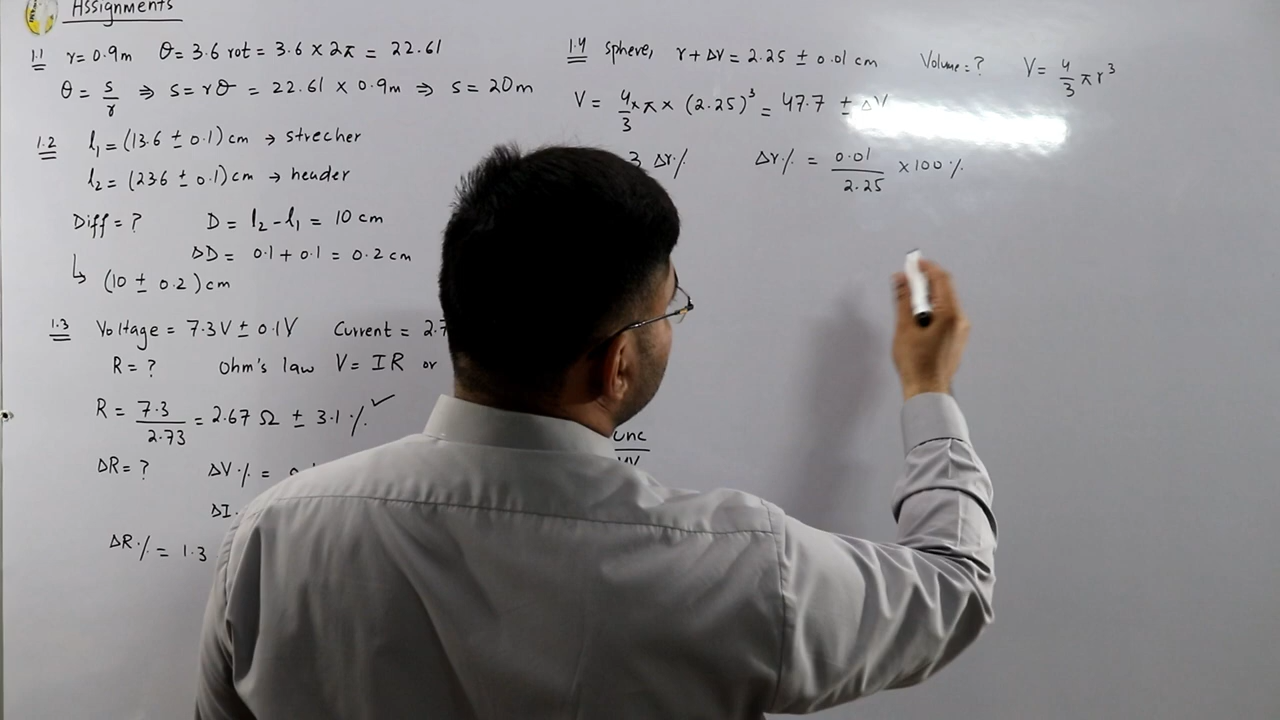 Assignments
1.1 r=0.9m θ=3.6 rot = 3.6 × 2π = 22.61
θ = s/r ⇒ s=rθ = 22.61 × 0.9m ⇒ s=20m
1.2 l₁=(13.6 ± 0.1)cm → strecher
l₂=(23.6 ± 0.1)cm → header
Diff = ? D = l₂-l₁ = 10 cm
ΔD = 0.1+0.1 = 0.2 cm
↳ (10 ± 0.2)cm
1.3 Voltage = 7.3V ± 0.1V Current = 2.7
R= ? Ohm's law V= IR or
R = 7.3/2.73 = 2.67 Ω ± 3.1 % ✓
ΔR= ? ΔV % =
ΔI
ΔR % = 1.3
1.4 sphere, r+Δr = 2.25 ± 0.01 cm Volume = ? V= 4/3 πr³
V= 4/3 × π × (2.25)³ = 47.7 ± ΔV
3 Δr% Δr% = 0.01/2.25 ×100 %
unc